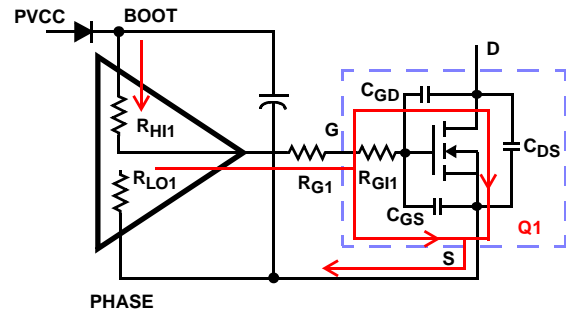 PVCC
BOOT
D
CGD
G
RHI1
CDS
RLO1
RG1
RGI1
CGS
Q1
S
PHASE